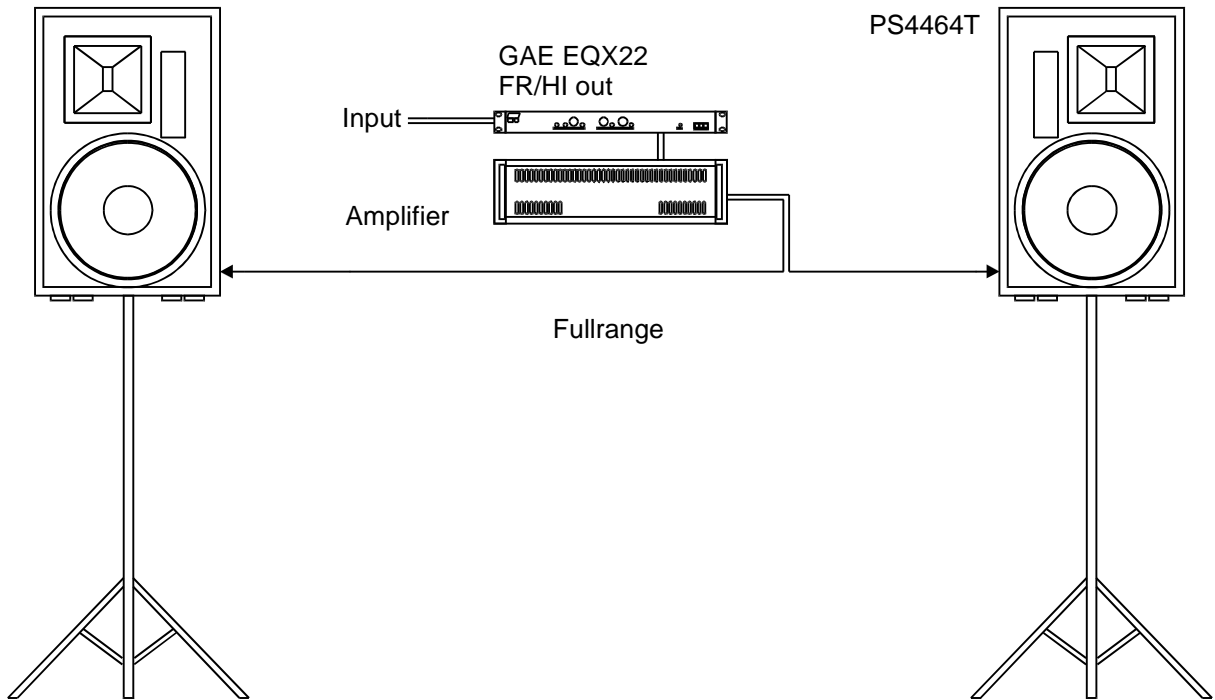 PS4464T
GAE EQX22
FR/HI out
Input
Amplifier
Fullrange